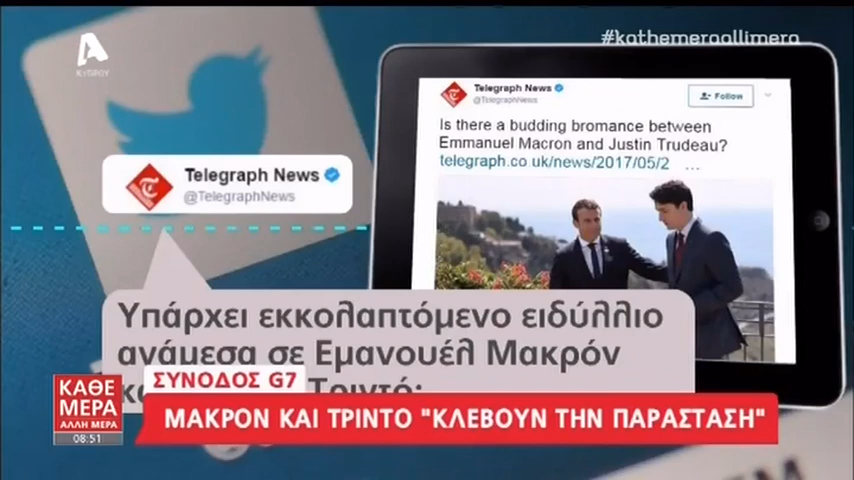 ΚΥΠΡΟΥ
#kathemeraallimera
Telegraph News
@TelegraphNews
Follow
Is there a budding bromance between
Emmanuel Macron and Justin Trudeau?
telegraph.co.uk/news/2017/05/2 ...
Telegraph News
@TelegraphNews
Υπάρχει εκκολαπτόμενο ειδύλλιο
ανάμεσα σε Εμανουέλ Μακρόν
Τριντό;
ΣΥΝΟΔΟΣ G7
ΚΑΘΕ
ΜΕΡΑ
ΑΛΛΗ ΜΕΡΑ
08:51
ΜΑΚΡΟΝ ΚΑΙ ΤΡΙΝΤΟ "ΚΛΕΒΟΥΝ ΤΗΝ ΠΑΡΑΣΤΑΣΗ"